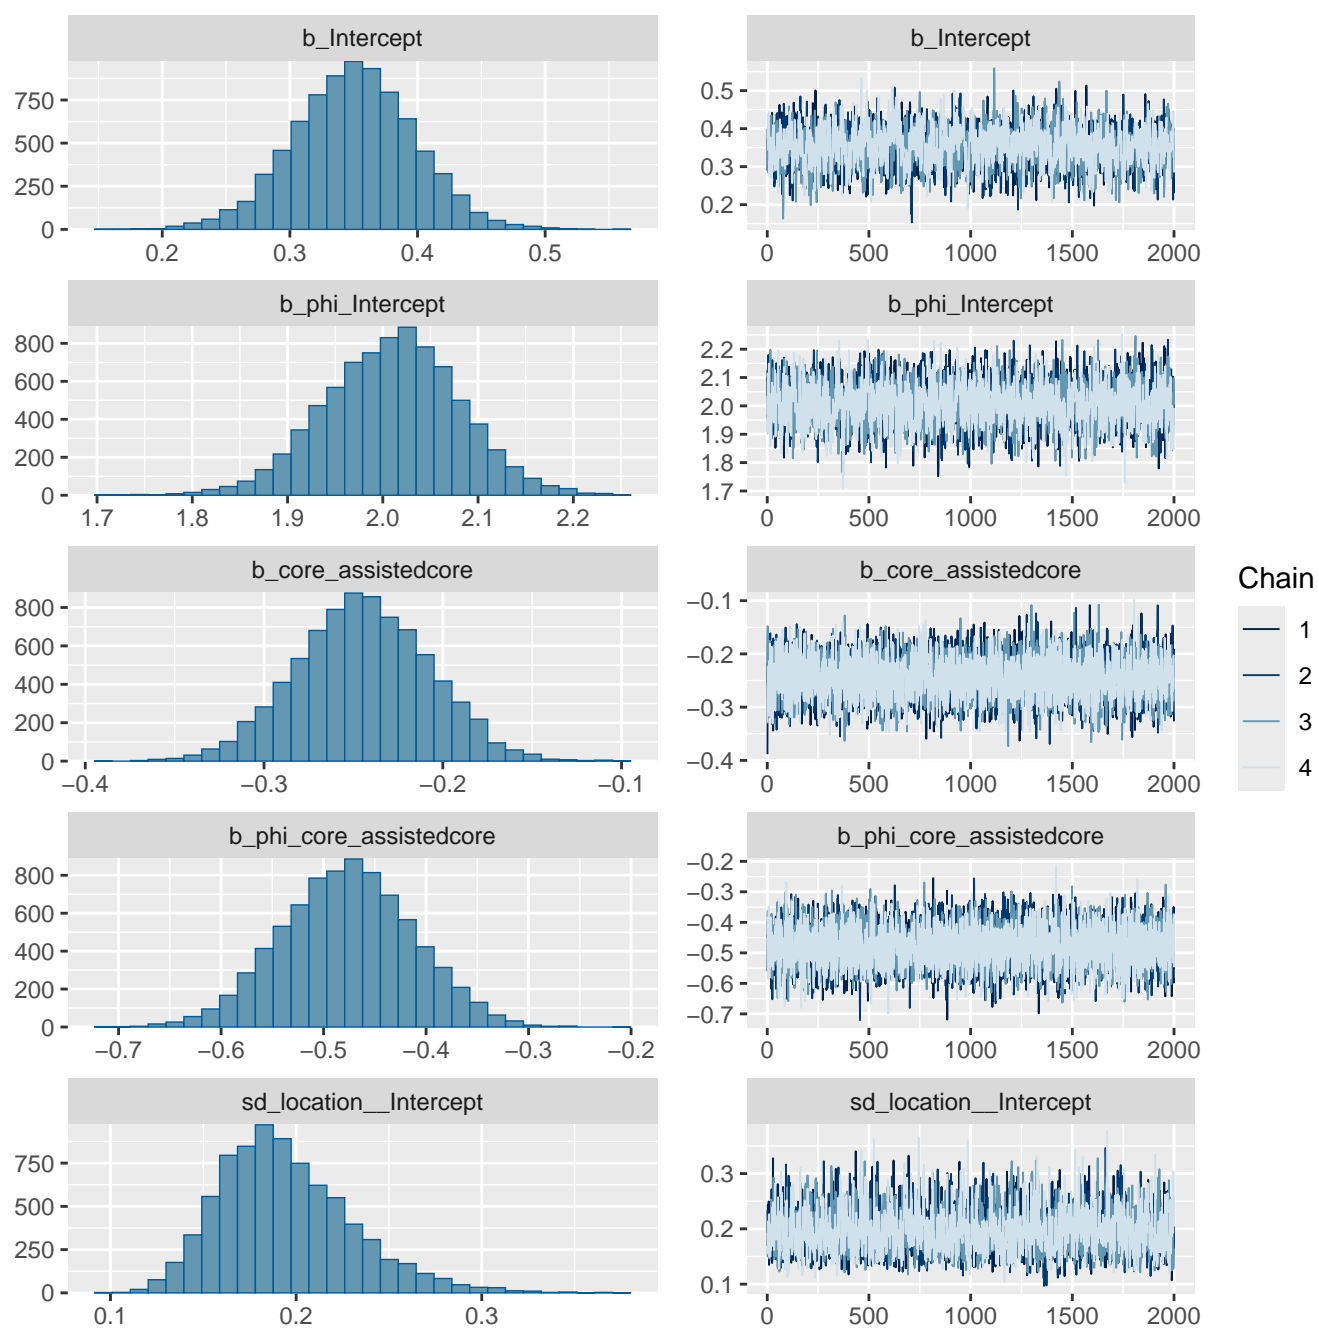 b_Intercept
b_Intercept
750
500
250
0
0.2 0.3 0.4 0.5
0.5
0.4
0.3
0.2
0 500 1000 1500 2000
b_phi_Intercept
b_phi_Intercept
800
600
400
200
0
1.7 1.8 1.9 2.0 2.1 2.2
2.2
2.1
2.0
1.9
1.8
1.7
0 500 1000 1500 2000
b_core_assistedcore
b_core_assistedcore
800
600
400
200
0
−0.4 −0.3 −0.2 −0.1
−0.1
−0.2
−0.3
−0.4
0 500 1000 1500 2000
Chain
1
2
3
4
b_phi_core_assistedcore
b_phi_core_assistedcore
800
600
400
200
0
−0.7 −0.6 −0.5 −0.4 −0.3 −0.2
−0.2
−0.3
−0.4
−0.5
−0.6
−0.7
0 500 1000 1500 2000
sd_location__Intercept
sd_location__Intercept
750
500
250
0
0.1 0.2 0.3
0.3
0.2
0.1
0 500 1000 1500 2000